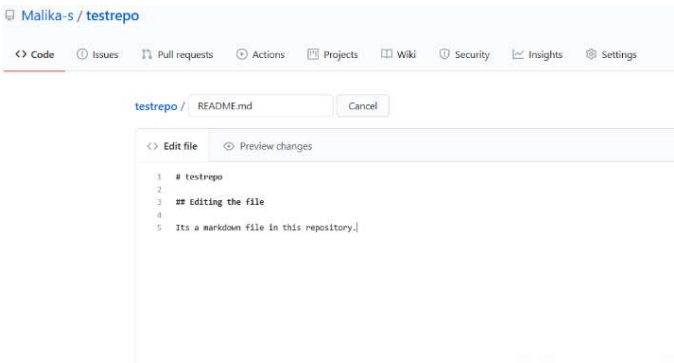 Malika-s / testrepo
<> Code Issues Pull requests Actions Projects Wiki Security Insights Settings
testrepo / README.md Cancel
<> Edit file Preview changes
1 # testrepo
2
3 ## Editing the file
4
5 Its a markdown file in this repository.